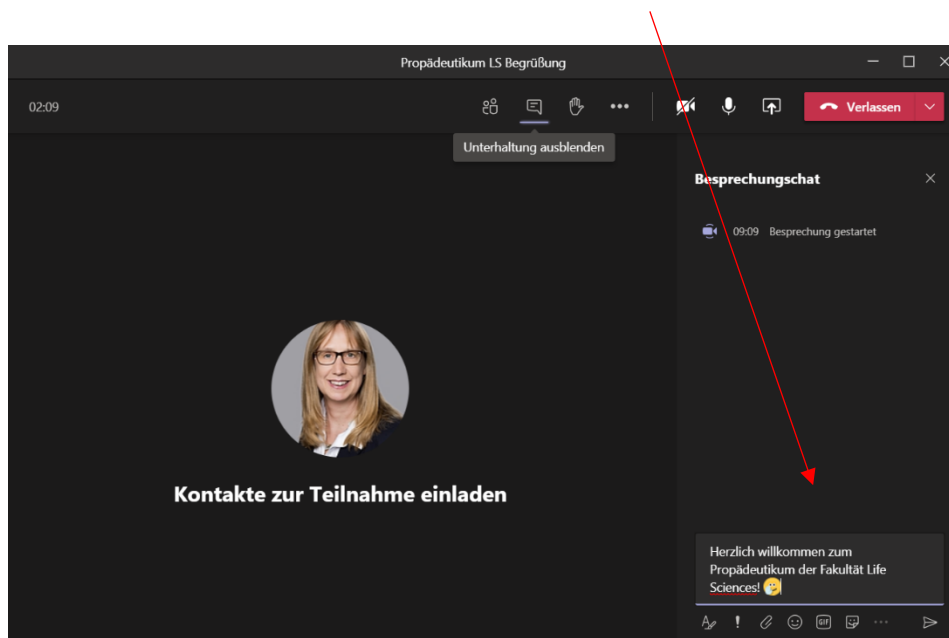 Propädeutikum LS Begrüßung
02:09
Verlassen
Unterhaltung ausblenden
Besprechungschat
09:09 Besprechung gestartet
Kontakte zur Teilnahme einladen
Herzlich willkommen zum
Propädeutikum der Fakultät Life
Sciences!
GIF